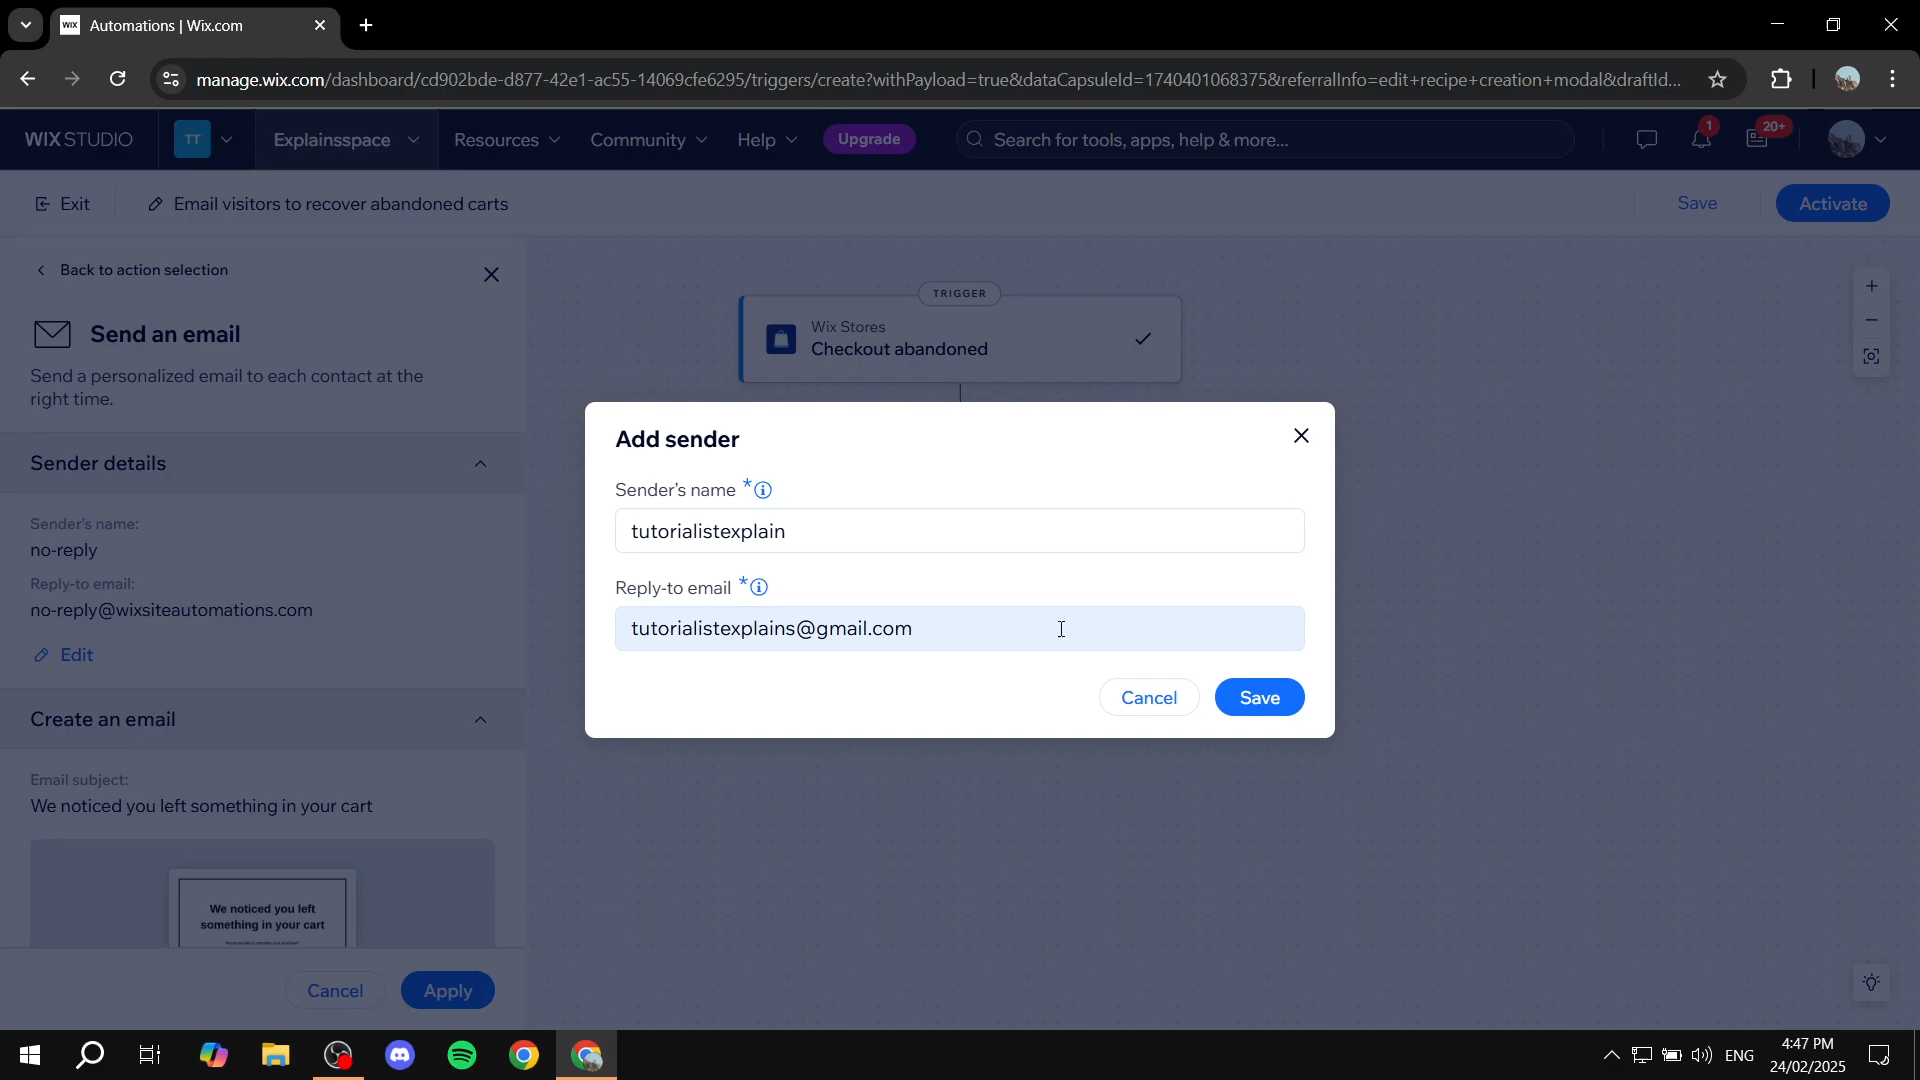 Automations | Wix.com
manage.wix.com/dashboard/cd902bde-d877-42e1-ac55-14069cfe6295/triggers/create?withPayload=true&dataCapsuleId=1740401068375&referralInfo=edit+recipe+creation+modal&draftId...
WIX STUDIO
TT
Explainsspace
Resources
Community
Help
Upgrade
Search for tools, apps, help & more...
1
20+
Exit
Email visitors to recover abandoned carts
Save
Activate
Back to action selection
Send an email
Send a personalized email to each contact at the
right time.
Sender details
Sender's name:
no-reply
Reply-to email:
no-reply@wixsiteautomations.com
Edit
Create an email
Email subject:
We noticed you left something in your cart
We noticed you left
something in your cart
Cancel
Apply
TRIGGER
Wix Stores
Checkout abandoned
Add sender
Sender's name *
tutorialistexplain
Reply-to email *
tutorialistexplains@gmail.com
Cancel
Save
ENG
4:47 PM
24/02/2025